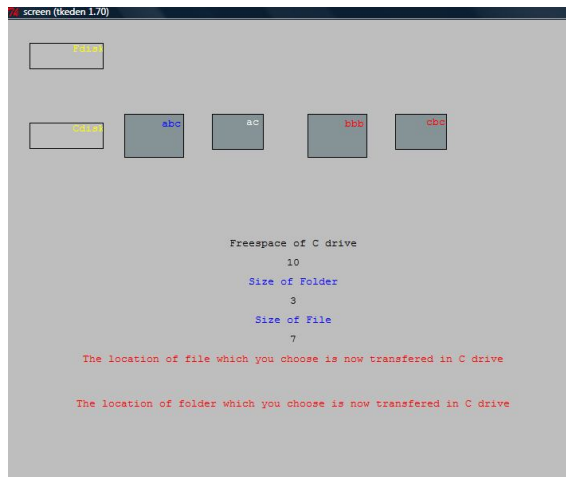 screen (tkeden 1.70)
Fdisk
Cdisk abc ac bbb cbc
Freespace of C drive
10
Size of Folder
3
Size of File
7
The location of file which you choose is now transfered in C drive
The location of folder which you choose is now transfered in C drive